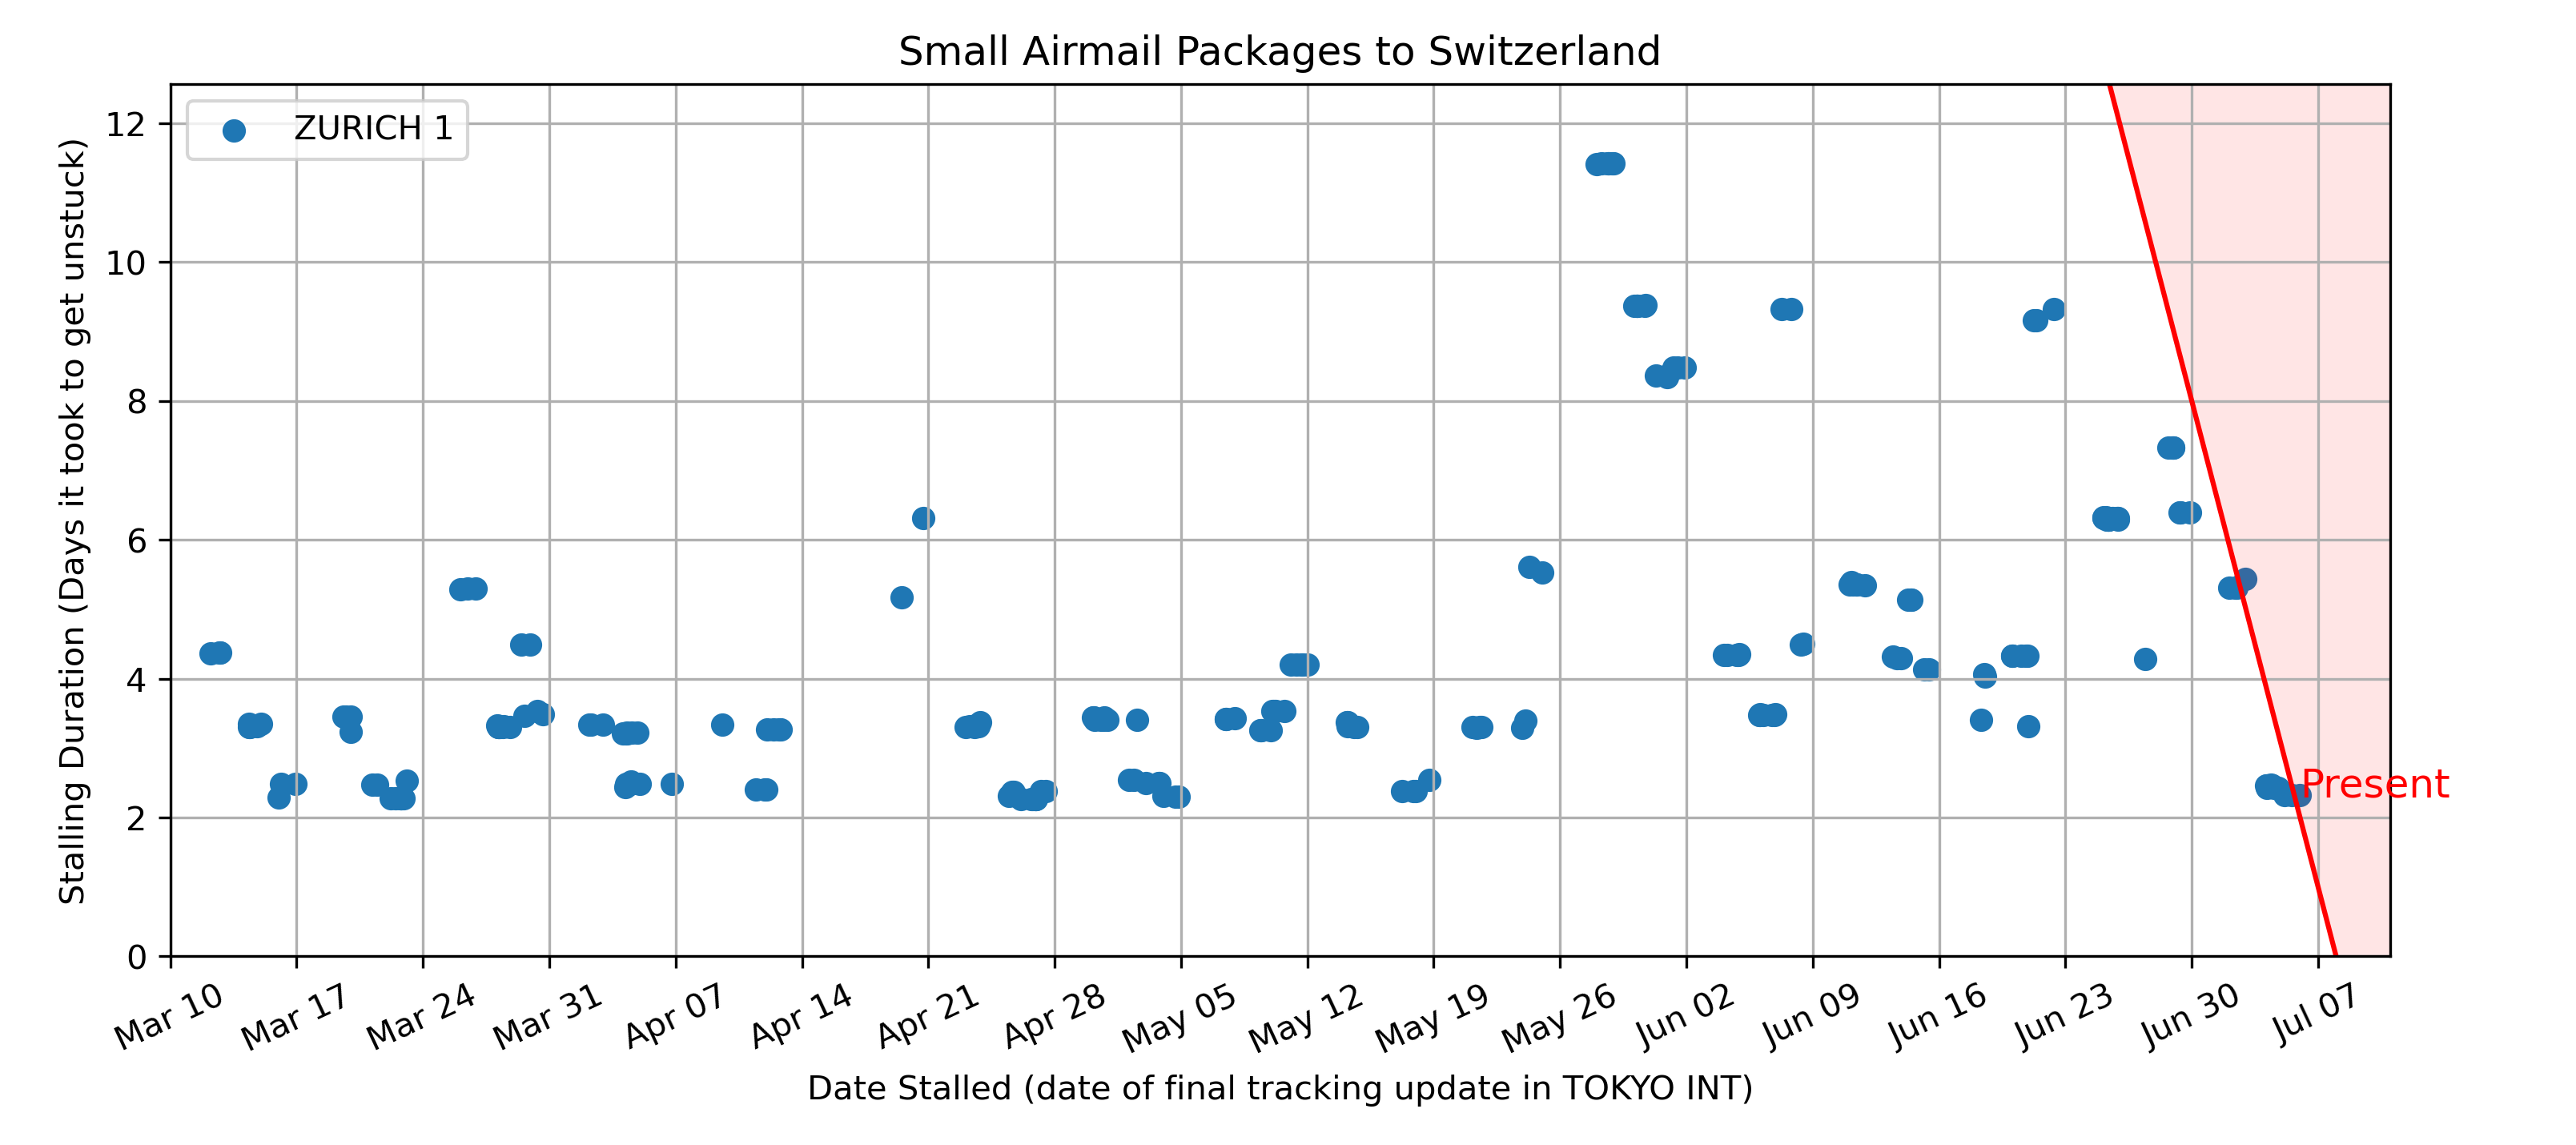 Small Airmail Packages to Switzerland
ZURICH 1
Stalling Duration (Days it took to get unstuck)
12
10
8
6
4
2
0
Present
Mar 10
Mar 17
Mar 24
Mar 31
Apr 07
Apr 14
Apr 21
Apr 28
May 05
May 12
May 19
May 26
Jun 02
Jun 09
Jun 16
Jun 23
Jun 30
Jul 07
Date Stalled (date of final tracking update in TOKYO INT)